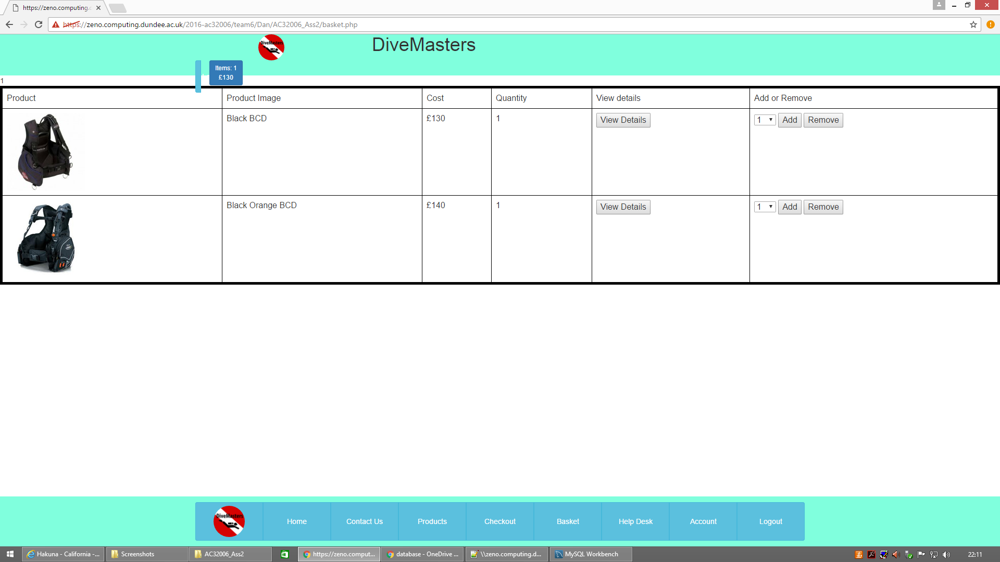 https://zeno.computing.c
https://zeno.computing.dundee.ac.uk/2016-ac32006/team6/Dan/AC32006_Ass2/basket.php
DiveMasters
DiveMasters
Items: 1
£130
1
Product Product Image Cost Quantity View details Add or Remove
Black BCD £130 1 View Details 1 Add Remove
Black Orange BCD £140 1 View Details 1 Add Remove
DiveMasters Home Contact Us Products Checkout Basket Help Desk Account Logout
Hakuna - California -... Screenshots AC32006_Ass2 https://zeno.comput... database - OneDrive ... \\zeno.computing.d... MySQL Workbench 22:11